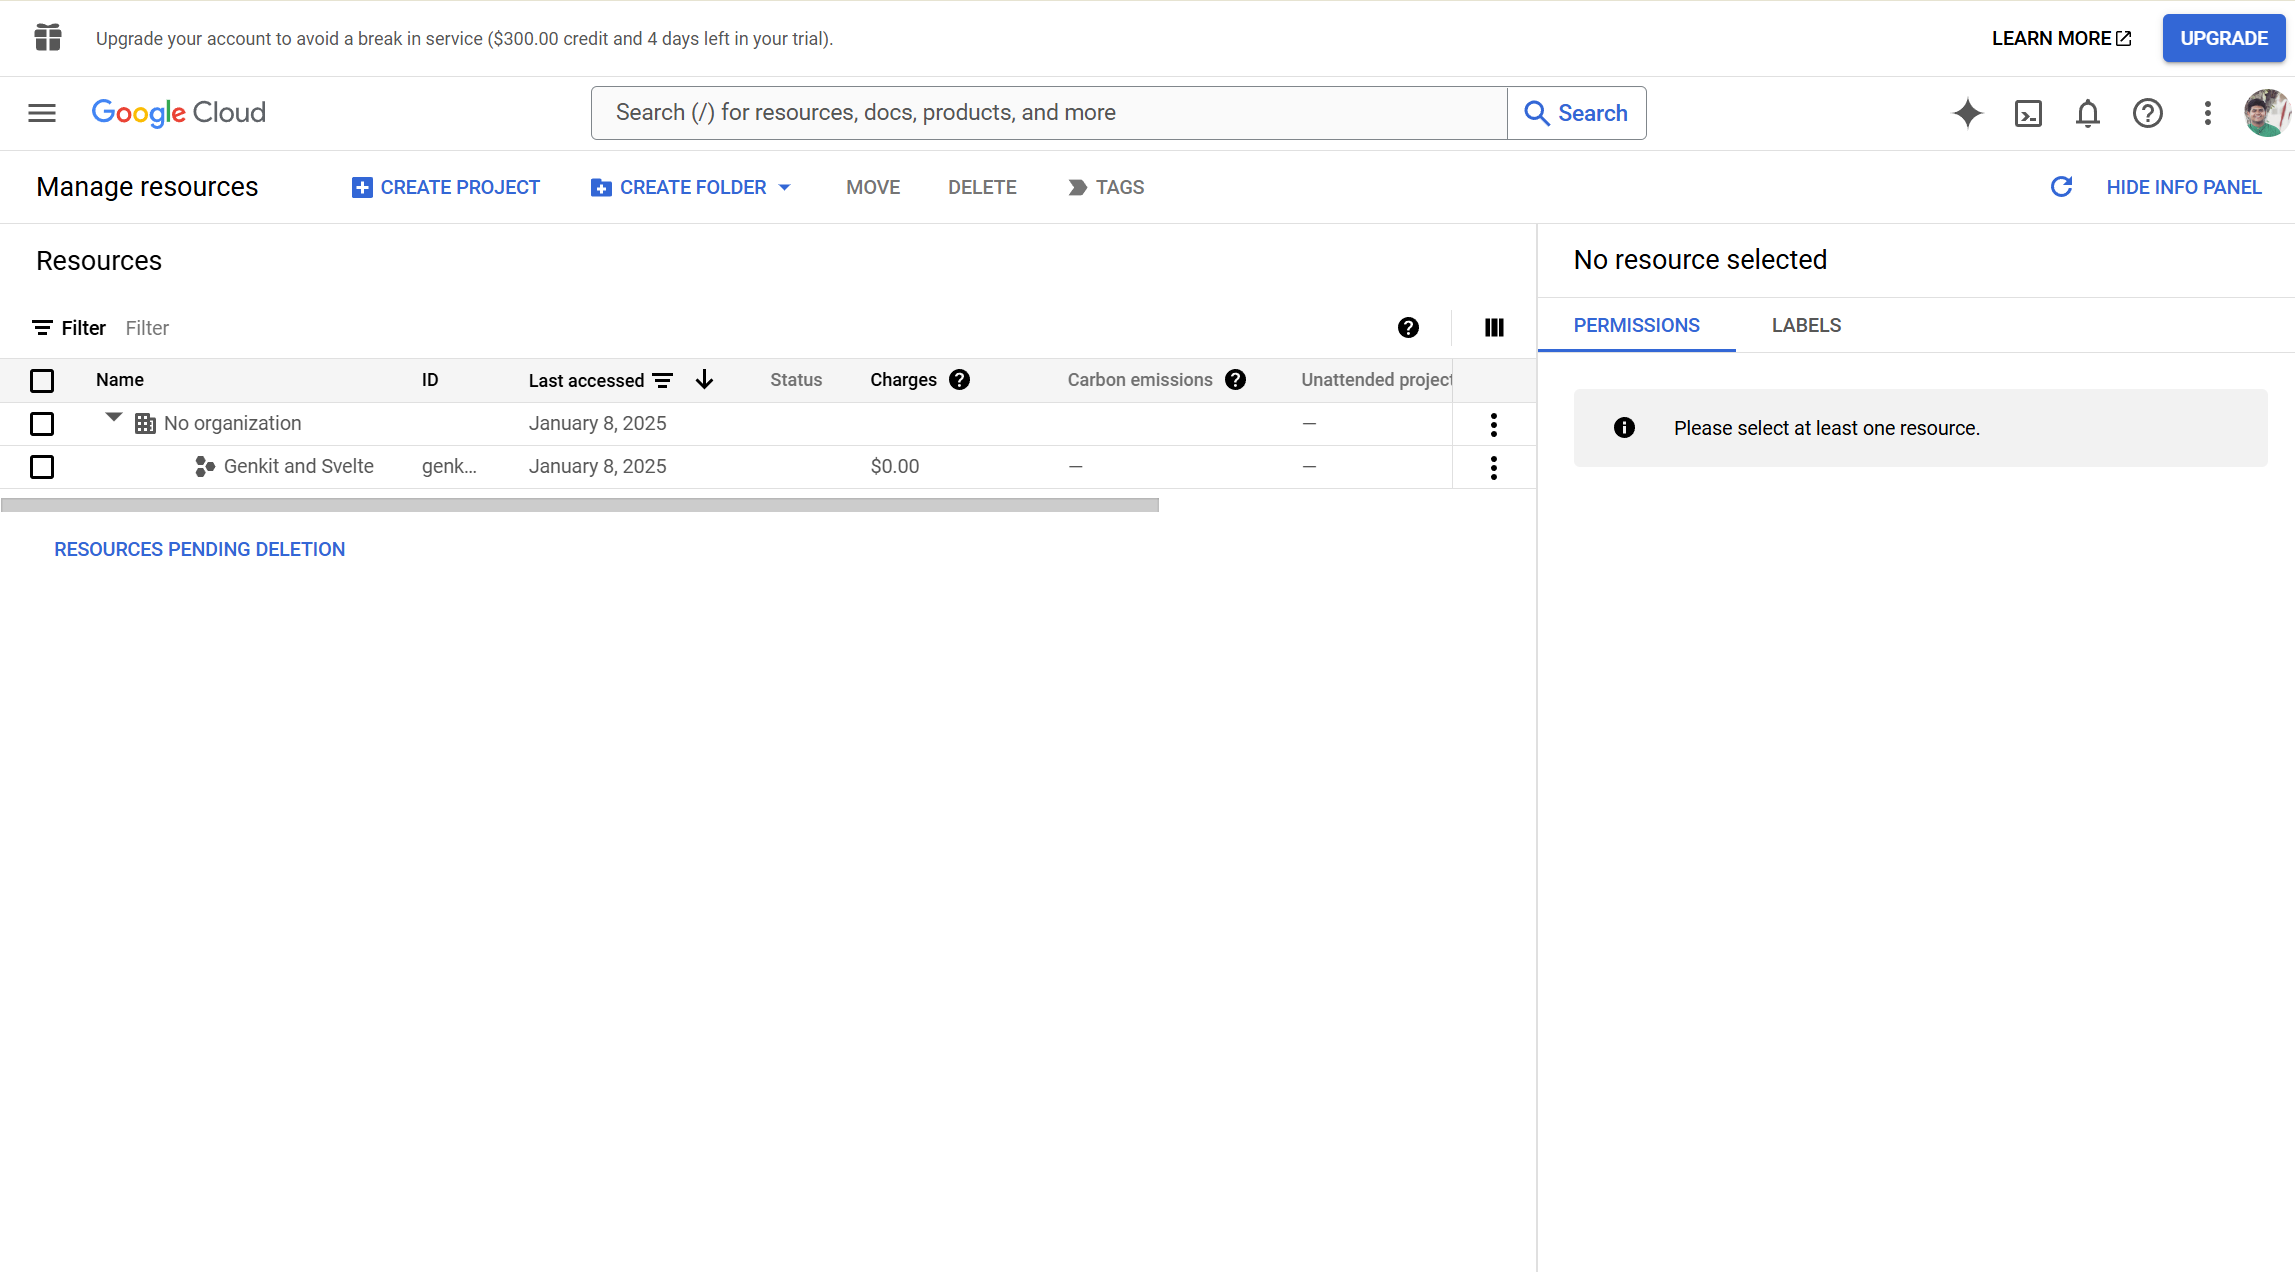 Upgrade your account to avoid a break in service ($300.00 credit and 4 days left in your trial).
LEARN MORE
UPGRADE
Google Cloud
Search (/) for resources, docs, products, and more
Search
Manage resources
CREATE PROJECT
CREATE FOLDER
MOVE
DELETE
TAGS
HIDE INFO PANEL
Resources
Filter Filter
Name ID Last accessed Status Charges Carbon emissions Unattended project
No organization January 8, 2025 —
Genkit and Svelte genk... January 8, 2025 $0.00 — —
RESOURCES PENDING DELETION
No resource selected
PERMISSIONS LABELS
Please select at least one resource.